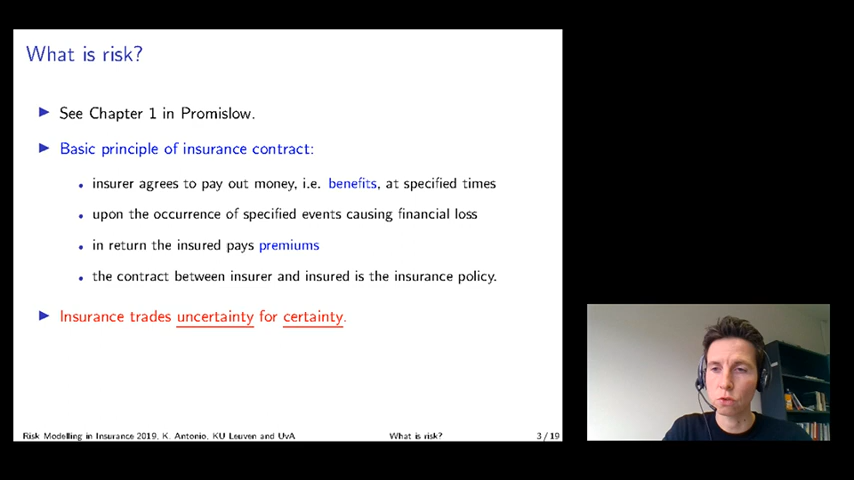 What is risk?
See Chapter 1 in Promislow.
Basic principle of insurance contract:
insurer agrees to pay out money, i.e. benefits, at specified times
upon the occurrence of specified events causing financial loss
in return the insured pays premiums
the contract between insurer and insured is the insurance policy.
Insurance trades uncertainty for certainty.
Risk Modelling in Insurance 2019, K. Antonio, KU Leuven and UvA
What is risk?
3 / 19